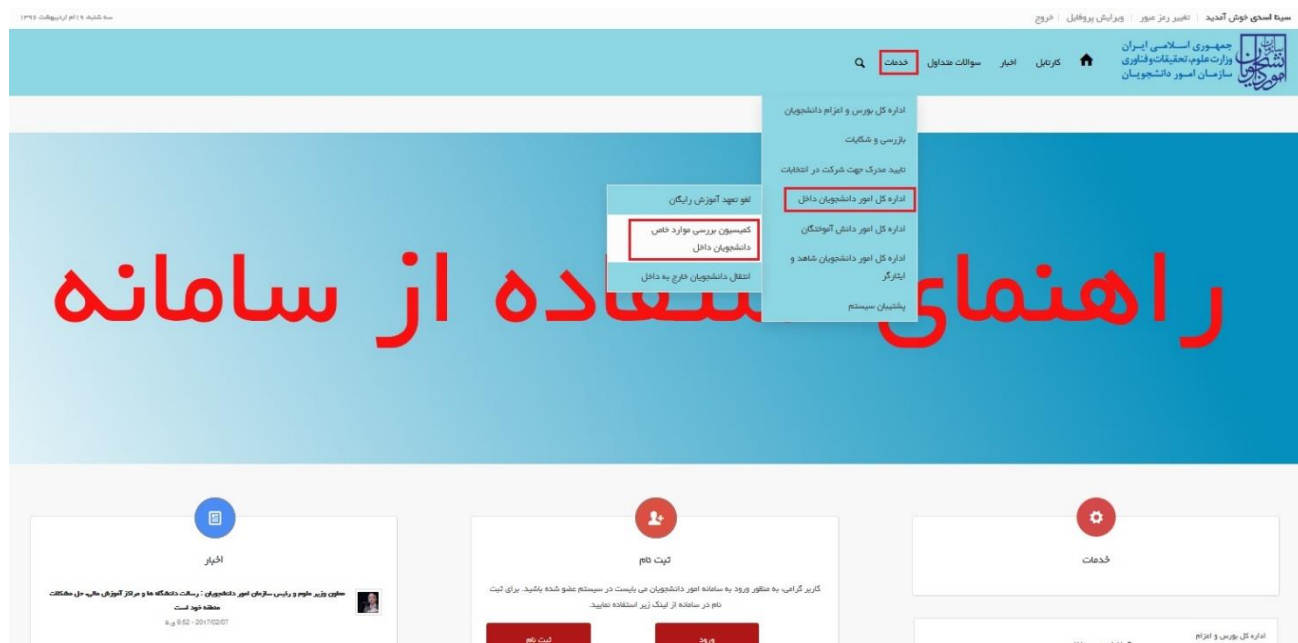 سینا اسدی خوش آمدید | تغییر رمز عبور | ویرایش پروفایل | خروج
سه شنبه، ۱۹ام اردیبهشت ۱۳۹۶
جمهوری اسلامی ایران
وزارت علوم، تحقیقات و فناوری
سازمان امور دانشجویان
کارتابل اخبار سوالات متداول خدمات
اداره کل بورس و اعزام دانشجویان
بازرسی و شکایات
تایید مدرک جهت شرکت در انتخابات
اداره کل امور دانشجویان داخل
اداره کل امور دانش آموختگان
اداره کل امور دانشجویان شاهد و
ایثارگر
پشتیبان سیستم
لغو تعهد آموزش رایگان
کمیسیون بررسی موارد خاص
دانشجویان داخل
انتقال دانشجویان خارج به داخل
راهنمای استفاده از سامانه
خدمات
اداره کل بورس و اعزام
ثبت نام
کاربر گرامی، به منظور ورود به سامانه امور دانشجویان می بایست در سیستم عضو شده باشید. برای ثبت
نام در سامانه از لینک زیر استفاده نمایید.
ورود
ثبت نام
اخبار
معاون وزیر علوم و رئیس سازمان امور دانشجویان : رسالت دانشگاه ها و مراکز آموزش عالی، حل مشکلات
منطقه خود است
2017/02/07 - 9:52 ق.ظ